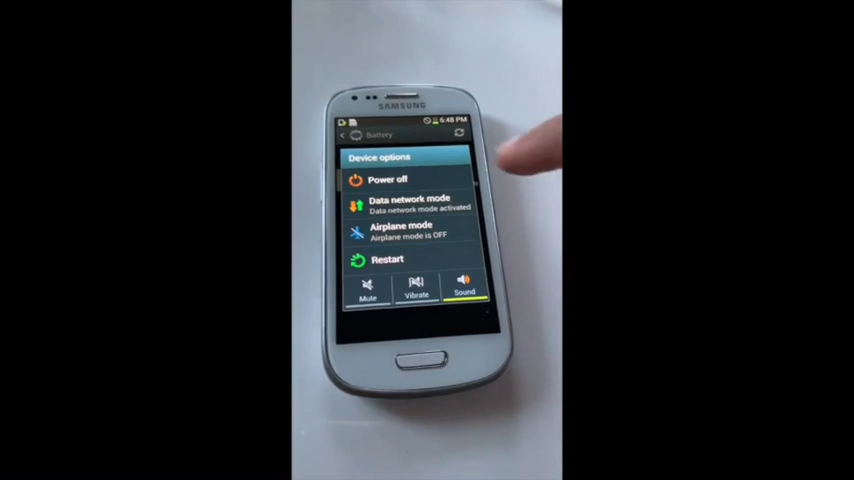 SAMSUNG
6:48 PM
Battery
Device options
Power off
Data network mode
Data network mode activated
Airplane mode
Airplane mode is OFF
Restart
Mute Vibrate Sound